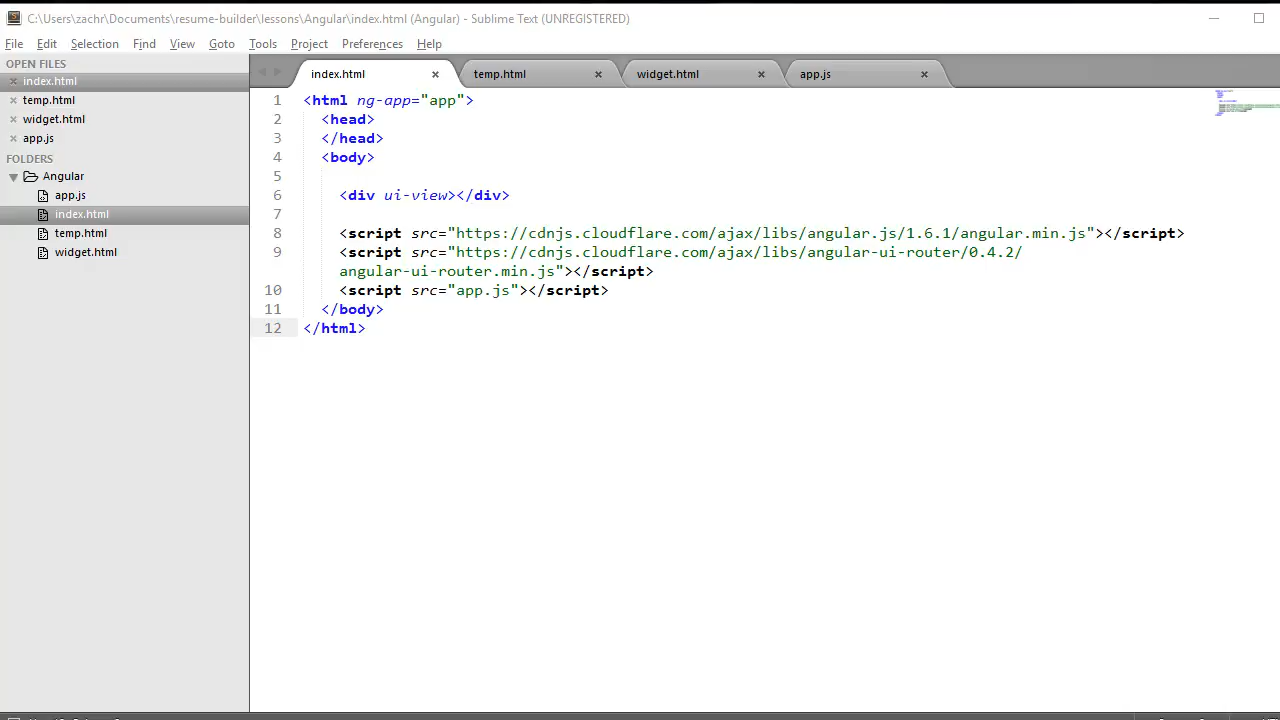 C:\Users\zachr\Documents\resume-builder\lessons\Angular\index.html (Angular) - Sublime Text (UNREGISTERED)
File Edit Selection Find View Goto Tools Project Preferences Help
OPEN FILES
index.html
temp.html
widget.html
app.js
FOLDERS
Angular
app.js
index.html
temp.html
widget.html
index.html temp.html widget.html app.js
1 <html ng-app="app">
2 <head>
3 </head>
4 <body>
5
6 <div ui-view></div>
7
8 <script src="https://cdnjs.cloudflare.com/ajax/libs/angular.js/1.6.1/angular.min.js"></script>
9 <script src="https://cdnjs.cloudflare.com/ajax/libs/angular-ui-router/0.4.2/
angular-ui-router.min.js"></script>
10 <script src="app.js"></script>
11 </body>
12 </html>